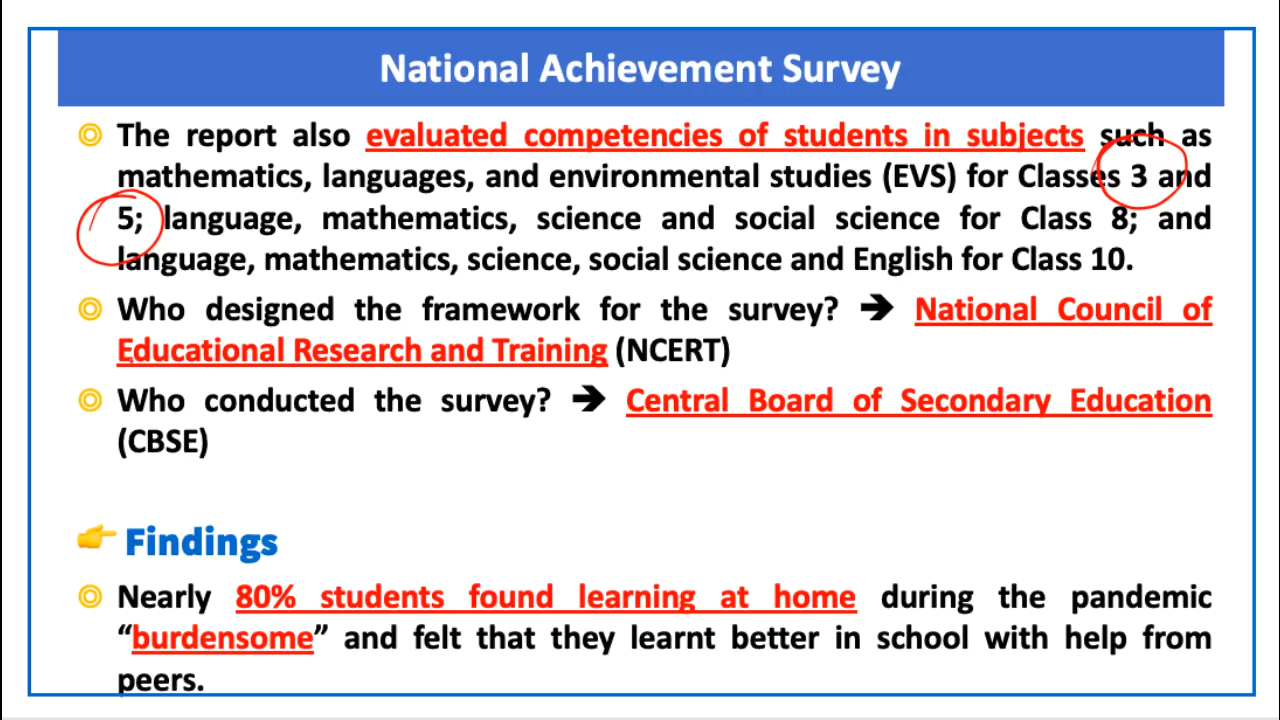 National Achievement Survey
The report also evaluated competencies of students in subjects such as
mathematics, languages, and environmental studies (EVS) for Classes 3 and
5; language, mathematics, science and social science for Class 8; and
language, mathematics, science, social science and English for Class 10.
Who designed the framework for the survey? ➔ National Council of
Educational Research and Training (NCERT)
Who conducted the survey? ➔ Central Board of Secondary Education
(CBSE)
Findings
Nearly 80% students found learning at home during the pandemic
“burdensome” and felt that they learnt better in school with help from
peers.